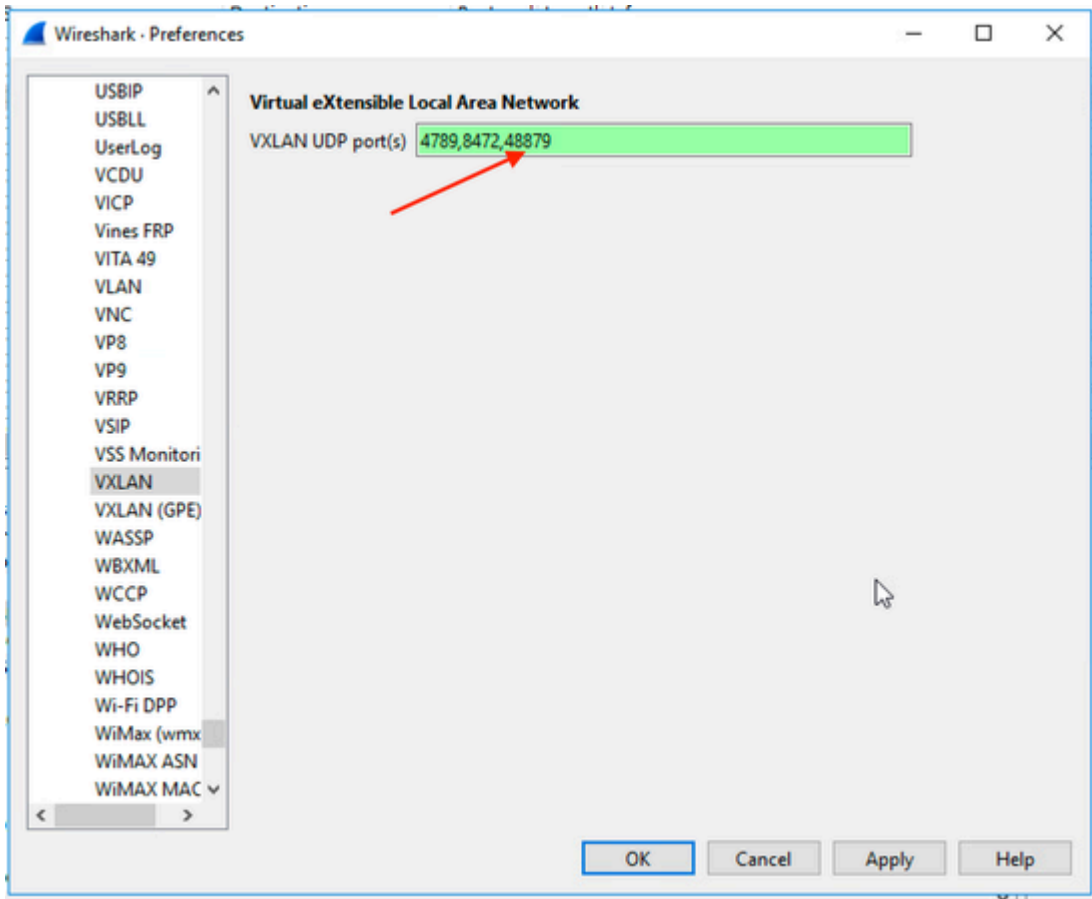 Wireshark · Preferences
USBIP
USBLL
UserLog
VCDU
VICP
Vines FRP
VITA 49
VLAN
VNC
VP8
VP9
VRRP
VSIP
VSS Monitori
VXLAN
VXLAN (GPE)
WASSP
WBXML
WCCP
WebSocket
WHO
WHOIS
Wi-Fi DPP
WiMax (wmx
WiMAX ASN
WiMAX MAC
Virtual eXtensible Local Area Network
VXLAN UDP port(s) 4789,8472,48879
OK Cancel Apply Help